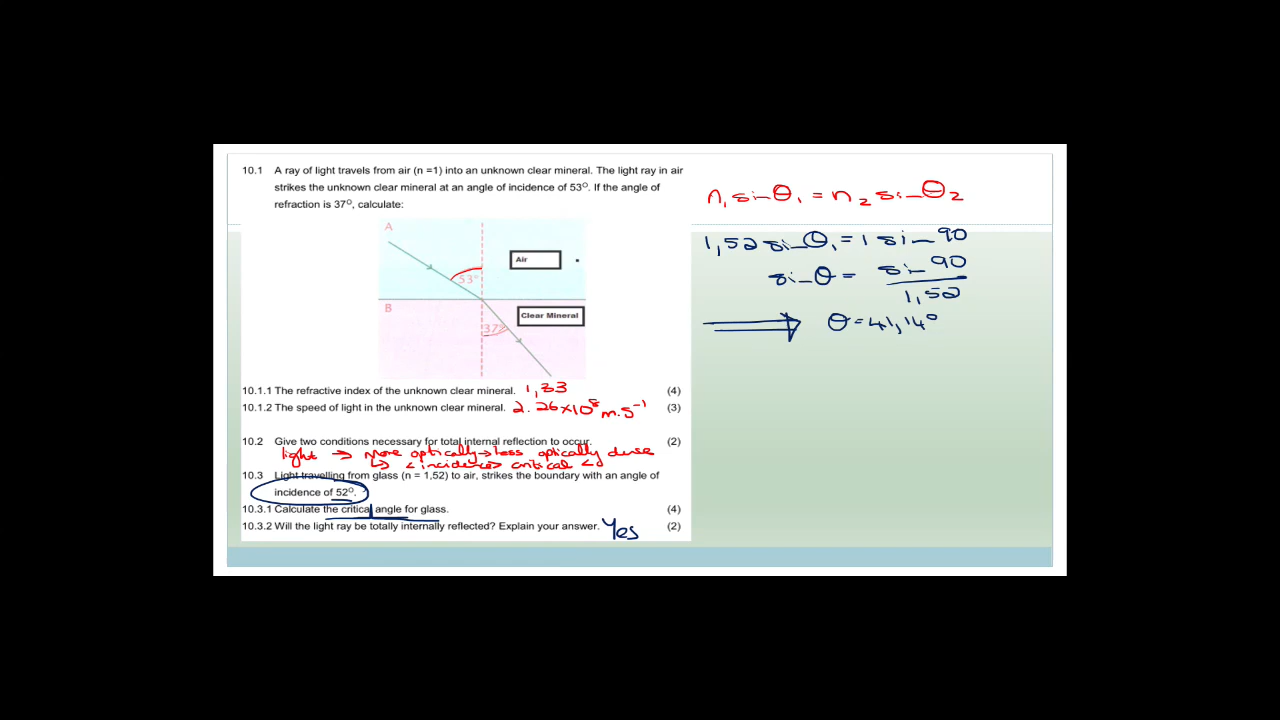 10.1 A ray of light travels from air (n =1) into an unknown clear mineral. The light ray in air
strikes the unknown clear mineral at an angle of incidence of 53⁰. If the angle of
refraction is 37⁰, calculate:
A
Air
53°
B
Clear Mineral
37°
10.1.1 The refractive index of the unknown clear mineral. 1,33 (4)
10.1.2 The speed of light in the unknown clear mineral. 2.26×10⁸ m.s⁻¹ (3)
10.2 Give two conditions necessary for total internal reflection to occur. (2)
light → More optically → less optically dense
↳ < incidence > critical <
10.3 Light travelling from glass (n = 1,52) to air, strikes the boundary with an angle of
incidence of 52⁰.
10.3.1 Calculate the critical angle for glass. (4)
10.3.2 Will the light ray be totally internally reflected? Explain your answer. Yes (2)
n₁ sin θ₁ = n₂ sin θ₂
1,52 sin θ₁ = 1 sin 90
sin θ = sin 90
1,52
θ = 41,14⁰